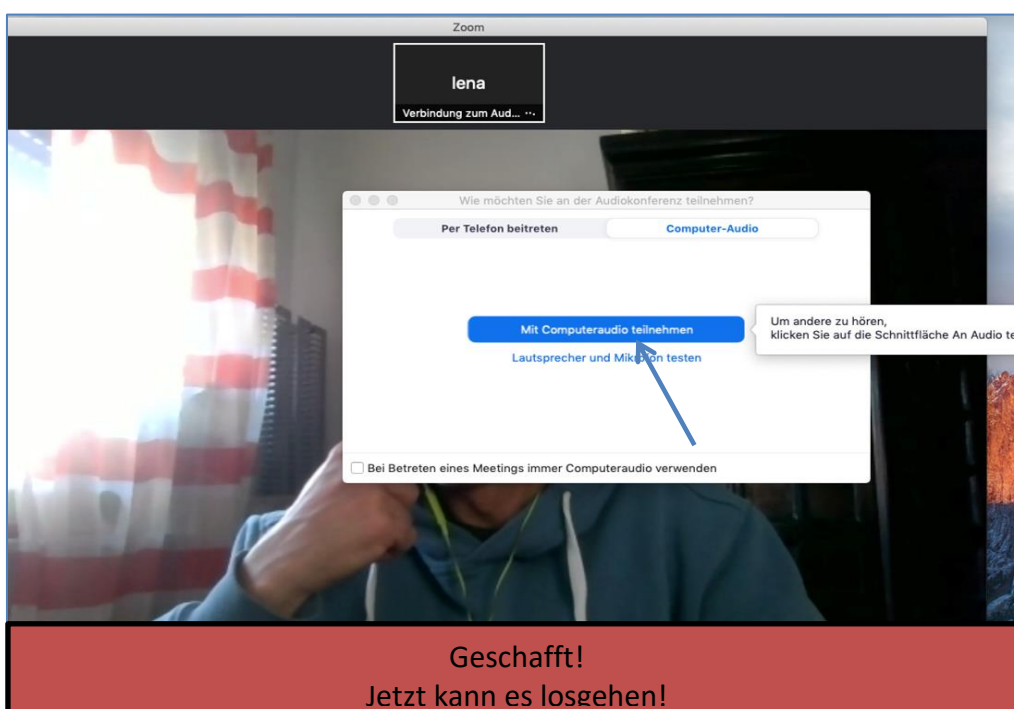 Zoom
lena
Verbindung zum Aud... ...
Wie möchten Sie an der Audiokonferenz teilnehmen?
Per Telefon beitreten
Computer-Audio
Mit Computeraudio teilnehmen
Um andere zu hören,
klicken Sie auf die Schnittfläche An Audio te
Lautsprecher und Mikrofon testen
Bei Betreten eines Meetings immer Computeraudio verwenden
Geschafft!
Jetzt kann es losgehen!